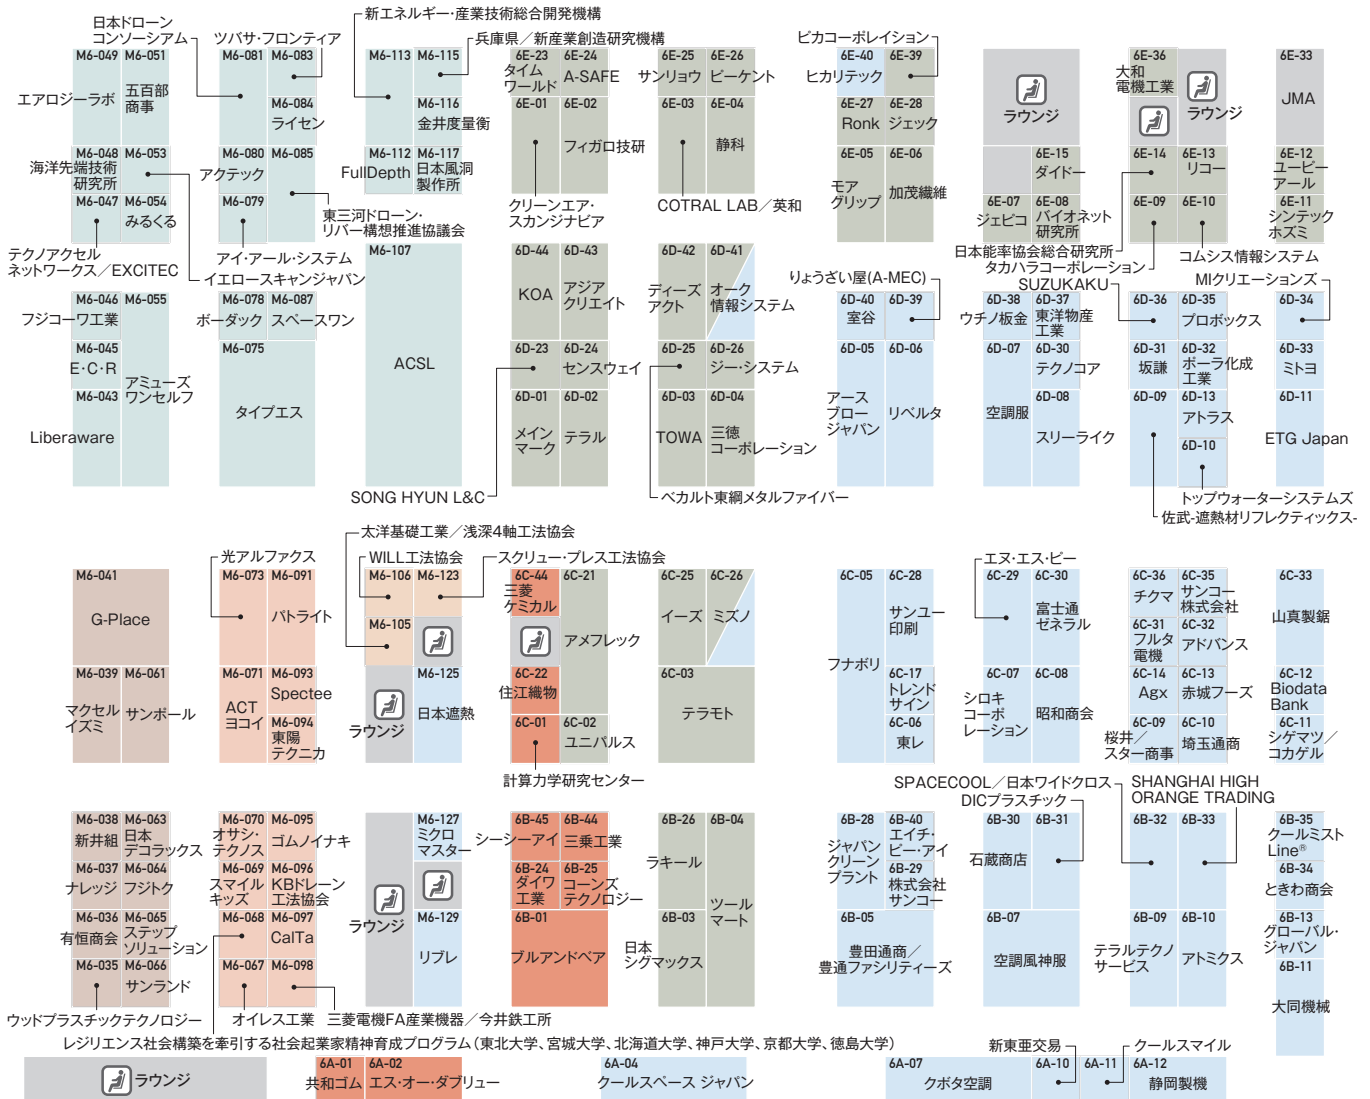 新エネルギー・産業技術総合開発機構
日本ドローン
コンソーシアム
ツバサ・フロンティア
兵庫県／新産業創造研究機構
ピカコーポレイション
M6-049
エアロジーラボ
M6-051
五百部
商事
M6-081
M6-083
M6-084
ライセン
M6-113
M6-115
M6-116
金井度量衡
6E-23
タイム
ワールド
6E-24
A-SAFE
6E-25
サンリョウ
6E-26
ビーケント
6E-40
ヒカリテック
6E-39
ラウンジ
6E-36
大和
電機工業
ラウンジ
6E-33
JMA
6E-01
6E-02
フィガロ技研
6E-03
6E-04
静科
6E-27
Ronk
6E-28
ジェック
M6-048
海洋先端技術
研究所
M6-053
M6-080
アクテック
M6-085
M6-112
FullDepth
M6-117
日本風洞
製作所
6E-05
モア
グリップ
6E-06
加茂繊維
6E-15
ダイドー
6E-14
6E-13
リコー
6E-12
ユーピー
アール
M6-047
M6-054
みるくる
M6-079
クリーンエア・
スカンジナビア
COTRAL LAB／英和
6E-07
ジェピコ
6E-08
バイオネット
研究所
6E-09
6E-10
6E-11
シンテック
ホズミ
東三河ドローン・
リバー構想推進協議会
テクノアクセル
ネットワークス／EXCITEC
アイ・アール・システム
イエロースキャンジャパン
日本能率協会総合研究所
タカハラコーポレーション
コムシス情報システム
SUZUKAKU
MIクリエーションズ
りょうざい屋(A-MEC)
M6-107
ACSL
6D-44
KOA
6D-43
アジア
クリエイト
6D-42
ディーズ
アクト
6D-41
オーク
情報システム
M6-046
フジコーワ工業
M6-055
アミューズ
ワンセルフ
M6-078
ボーダック
M6-087
スペースワン
6D-40
室谷
6D-39
6D-38
ウチノ板金
6D-37
東洋物産
工業
6D-36
6D-35
プロボックス
6D-34
M6-045
E・C・R
M6-075
タイプエス
6D-23
6D-24
センスウェイ
6D-25
6D-26
ジー・システム
6D-05
アース
ブロー
ジャパン
6D-06
リベルタ
6D-07
空調服
6D-30
テクノコア
6D-31
坂謙
6D-32
ポーラ化成
工業
6D-33
ミトヨ
M6-043
Liberaware
6D-01
メイン
マーク
6D-02
テラル
6D-03
TOWA
6D-04
三徳
コーポレーション
6D-08
スリーライク
6D-09
6D-13
アトラス
6D-10
6D-11
ETG Japan
SONG HYUN L&C
ベカルト東綱メタルファイバー
トップウォーターシステムズ
佐武-遮熱材リフレクティックス-
太洋基礎工業／浅深4軸工法協会
光アルファクス
WILL工法協会
スクリュー・プレス工法協会
エヌ・エス・ピー
M6-041
G-Place
M6-073
M6-091
パトライト
M6-106
M6-123
M6-105
6C-44
三菱
ケミカル
6C-21
アメフレック
6C-25
イーズ
6C-26
ミズノ
6C-05
フナボリ
6C-28
サンユー
印刷
6C-29
6C-30
富士通
ゼネラル
6C-36
チクマ
6C-35
サンコー
株式会社
6C-33
山真製鋸
6C-31
フルタ
電機
6C-32
アドバンス
M6-039
マクセル
イズミ
M6-061
サンポール
M6-071
ACT
ヨコイ
M6-093
Spectee
M6-094
東陽
テクニカ
ラウンジ
M6-125
日本遮熱
6C-22
住江織物
6C-01
6C-02
ユニパルス
6C-03
テラモト
6C-17
トレンド
サイン
6C-06
東レ
6C-07
シロキ
コーポ
レーション
6C-08
昭和商会
6C-14
Agx
6C-13
赤城フーズ
6C-12
Biodata
Bank
6C-09
桜井／
スター商事
6C-10
埼玉通商
6C-11
シゲマツ／
コカゲル
計算力学研究センター
SPACECOOL／日本ワイドクロス
DICプラスチック
SHANGHAI HIGH
ORANGE TRADING
M6-038
新井組
M6-063
日本
デコラックス
M6-070
オサシ・
テクノス
M6-095
ゴムノイナキ
ラウンジ
M6-127
ミクロ
マスター
6B-45
シーシーアイ
6B-44
三乗工業
6B-26
ラキール
6B-04
ツール
マート
6B-28
ジャパン
クリーン
プラント
6B-40
エイチ・
ビー・アイ
6B-30
石蔵商店
6B-31
6B-32
6B-33
6B-35
クールミスト
Line®
M6-037
ナレッジ
M6-064
フジトク
M6-069
スマイル
キッズ
M6-096
KBドレーン
工法協会
6B-24
ダイワ
工業
6B-25
コーンズ
テクノロジー
6B-29
株式会社
サンコー
6B-34
ときわ商会
M6-036
有恒商会
M6-065
ステップ
ソリューション
M6-068
M6-097
CalTa
M6-129
リブレ
6B-01
ブルアンドベア
6B-03
日本
シグマックス
6B-05
豊田通商／
豊通ファシリティーズ
6B-07
空調風神服
6B-09
テラルテクノ
サービス
6B-10
アトミクス
6B-13
グローバル・
ジャパン
M6-035
M6-066
サンランド
M6-067
M6-098
6B-11
大同機械
ウッドプラスチックテクノロジー
オイレス工業
三菱電機FA産業機器／今井鉄工所
レジリエンス社会構築を牽引する社会起業家精神育成プログラム（東北大学、宮城大学、北海道大学、神戸大学、京都大学、徳島大学）
新東亜交易
クールスマイル
ラウンジ
6A-01
共和ゴム
6A-02
エス・オー・ダブリュー
6A-04
クールスペース ジャパン
6A-07
クボタ空調
6A-10
6A-11
6A-12
静岡製機